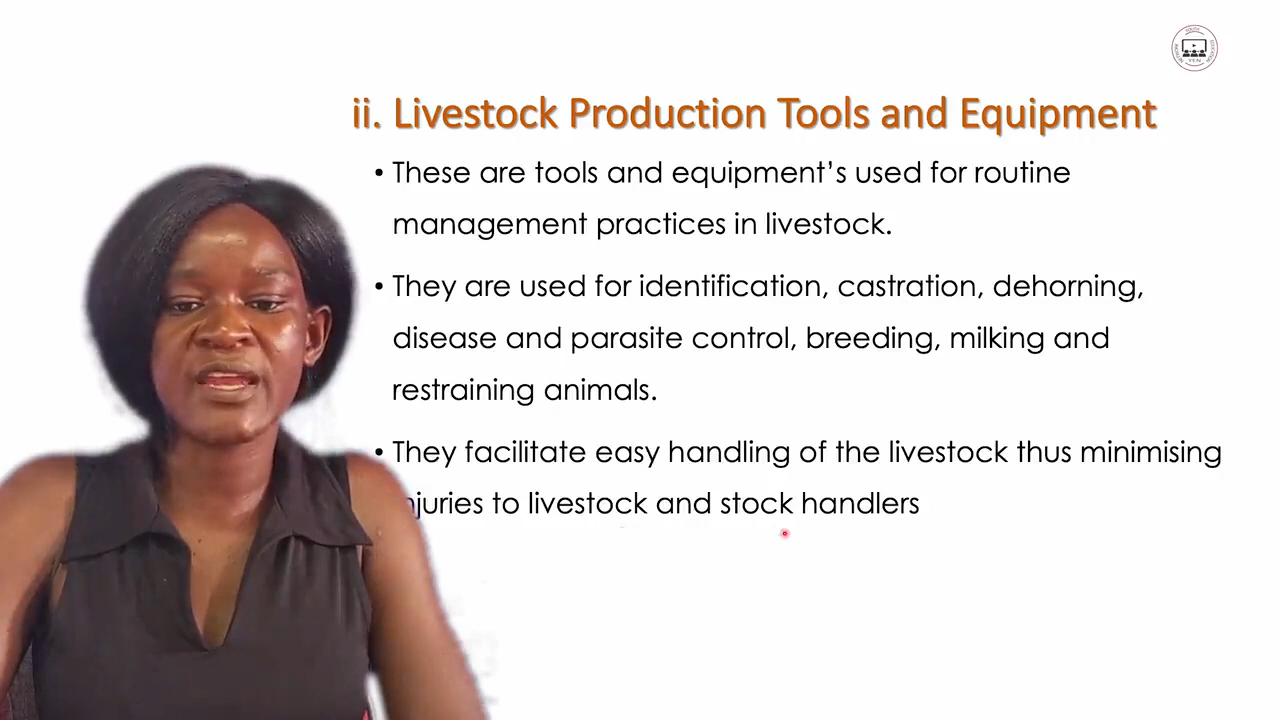 ii. Livestock Production Tools and Equipment
• These are tools and equipment’s used for routine
management practices in livestock.
• They are used for identification, castration, dehorning,
disease and parasite control, breeding, milking and
restraining animals.
• They facilitate easy handling of the livestock thus minimising
njuries to livestock and stock handlers
YEN